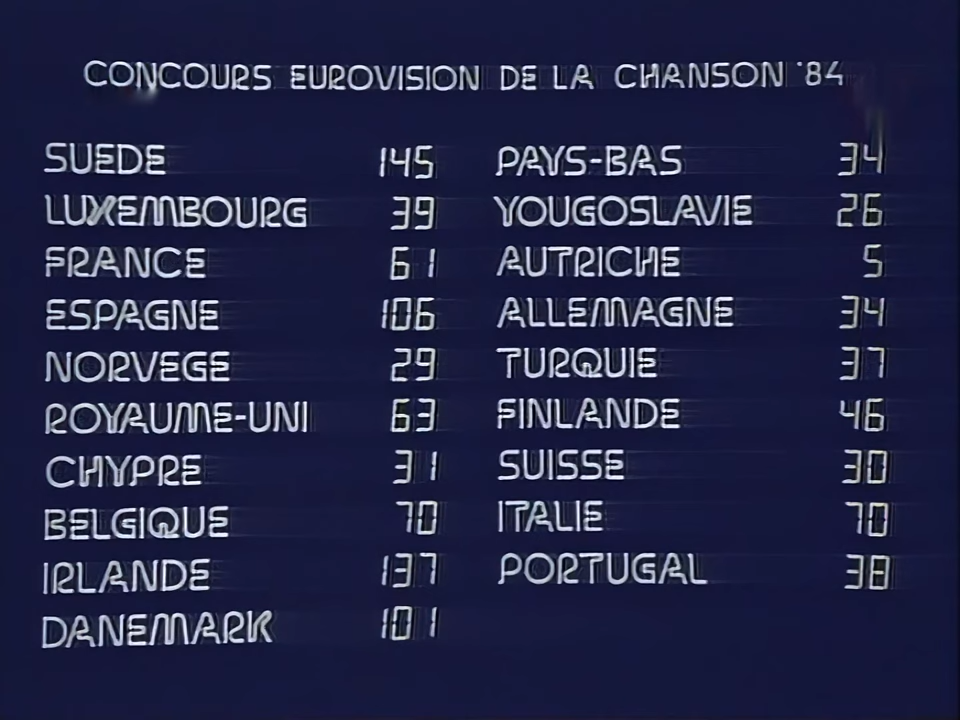 CONCOURS EUROVISION DE LA CHANSON '84
SUEDE 145
LUXEMBOURG 39
FRANCE 61
ESPAGNE 106
NORVEGE 29
ROYAUME-UNI 63
CHYPRE 31
BELGIQUE 70
IRLANDE 137
DANEMARK 101
PAYS-BAS 34
YOUGOSLAVIE 26
AUTRICHE 5
ALLEMAGNE 34
TURQUIE 37
FINLANDE 46
SUISSE 30
ITALIE 70
PORTUGAL 38